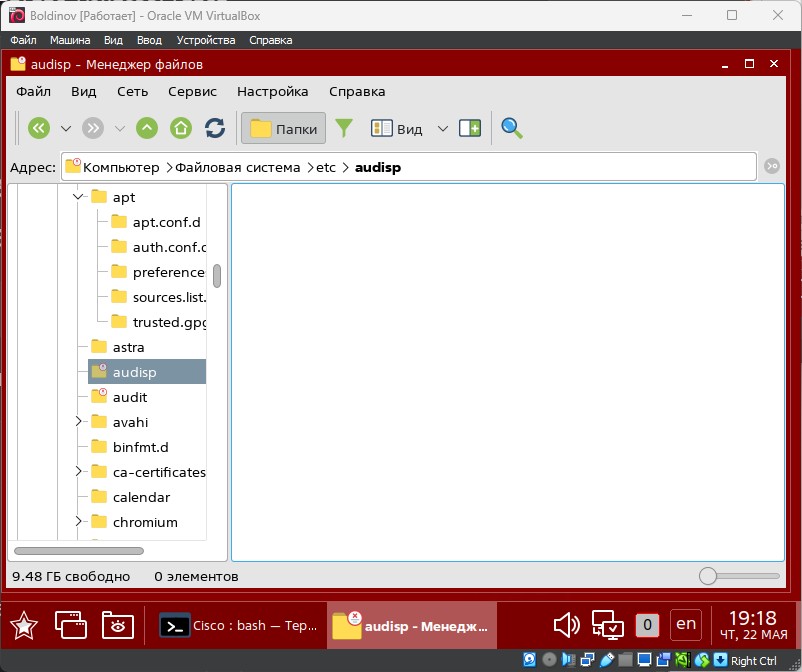 Boldinov [Работает] - Oracle VM VirtualBox
Файл Машина Вид Ввод Устройства Справка
audisp – Менеджер файлов
Файл Вид Сеть Сервис Настройка Справка
Папки Вид
Адрес: Компьютер Файловая система etc audisp
apt
apt.conf.d
auth.conf.d
preference
sources.list.
trusted.gpg
astra
audisp
audit
avahi
binfmt.d
ca-certificates
calendar
chromium
9.48 ГБ свободно 0 элементов
Cisco : bash — Тер... audisp - Менедж... 0 en 19:18
ЧТ, 22 МАЯ
Right Ctrl